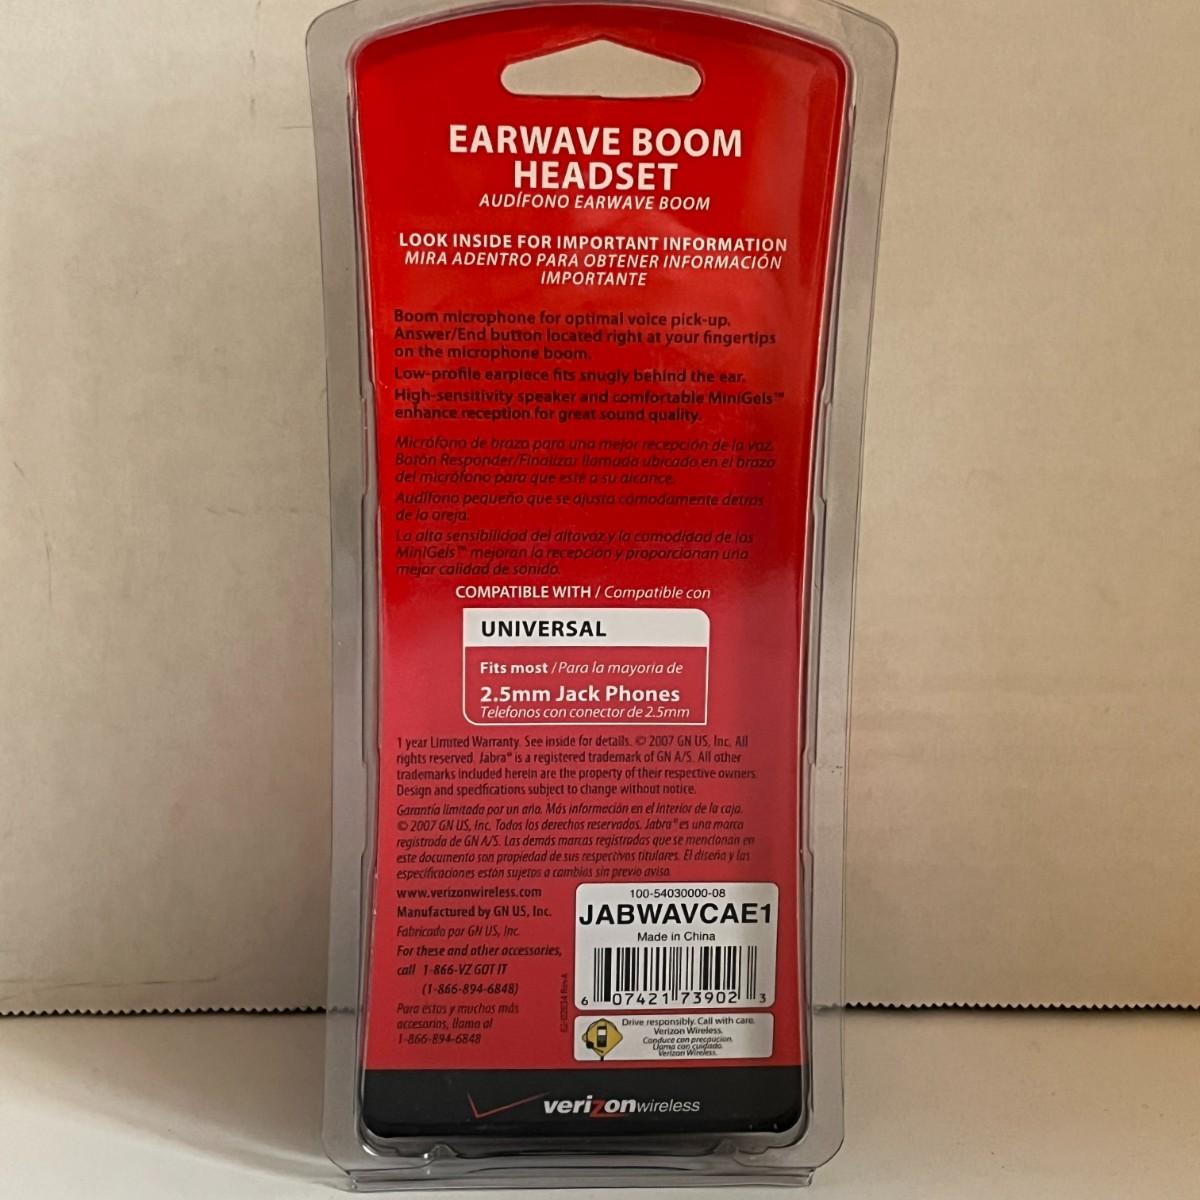 EARWAVE BOOM
HEADSET
AUDÍFONO EARWAVE BOOM
LOOK INSIDE FOR IMPORTANT INFORMATION
MIRA ADENTRO PARA OBTENER INFORMACIÓN
IMPORTANTE
Boom microphone for optimal voice pick-up.
Answer/End button located right at your fingertips
on the microphone boom.
Low-profile earpiece fits snugly behind the ear.
High-sensitivity speaker and comfortable MiniGels™
enhance reception for great sound quality.
Micrófono de brazo para una mejor recepción de la voz.
Botón Responder/Finalizar llamada ubicado en el brazo
del micrófono para que esté a su alcance.
Audífono pequeño que se ajusta cómodamente detrás
de la oreja.
La alta sensibilidad del altavoz y la comodidad de los
MiniGels™ mejoran la recepción y proporcionan una
mejor calidad de sonido.
COMPATIBLE WITH / Compatible con
UNIVERSAL
Fits most / Para la mayoria de
2.5mm Jack Phones
Telefonos con conector de 2.5mm
1 year Limited Warranty. See inside for details. © 2007 GN US, Inc. All
rights reserved. Jabra® is a registered trademark of GN A/S. All other
trademarks included herein are the property of their respective owners.
Design and specifications subject to change without notice.
Garantía limitada por un año. Más información en el interior de la caja.
© 2007 GN US, Inc. Todos los derechos reservados. Jabra® es una marca
registrada de GN A/S. Las demás marcas registradas que se mencionan en
este documento son propiedad de sus respectivos titulares. El diseño y las
especificaciones están sujetos a cambios sin previo aviso.
www.verizonwireless.com
Manufactured by GN US, Inc.
Fabricado por GN US, Inc.
For these and other accessories,
call 1-866-VZ GOT IT
(1-866-894-6848)
Para estos y muchos más
accesorios, llama al
1-866-894-6848
62-02834 RevA
100-54030000-08
JABWAVCAE1
Made in China
6 07421 73902 3
Drive responsibly. Call with care.
Verizon Wireless.
Conduce con precaución.
Llama con cuidado.
Verizon Wireless.
verizonwireless